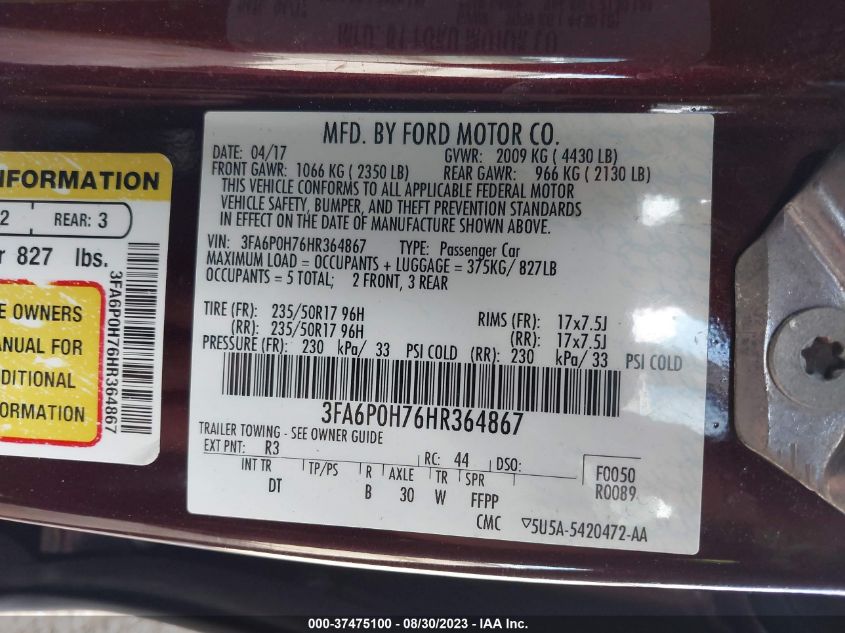 MFD. BY FORD MOTOR CO.
DATE: 04/17 GVWR: 2009 KG ( 4430 LB)
FRONT GAWR: 1066 KG ( 2350 LB) REAR GAWR: 966 KG ( 2130 LB)
THIS VEHICLE CONFORMS TO ALL APPLICABLE FEDERAL MOTOR
VEHICLE SAFETY, BUMPER, AND THEFT PREVENTION STANDARDS
IN EFFECT ON THE DATE OF MANUFACTURE SHOWN ABOVE.
VIN: 3FA6P0H76HR364867 TYPE: Passenger Car
MAXIMUM LOAD = OCCUPANTS + LUGGAGE = 375KG/ 827LB
OCCUPANTS = 5 TOTAL; 2 FRONT, 3 REAR
TIRE (FR): 235/50R17 96H RIMS (FR): 17x7.5J
(RR): 235/50R17 96H (RR): 17x7.5J
PRESSURE (FR): 230 kPa/ 33 PSI COLD (RR): 230 kPa/ 33 PSI COLD
3FA6P0H76HR364867
TRAILER TOWING - SEE OWNER GUIDE
EXT PNT: R3 RC: 44 DSO: F0050
INT TR TP/PS R AXLE TR SPR R0089
DT B 30 W FFPP
CMC ▽5U5A-5420472-AA
INFORMATION
2 REAR: 3
827 lbs.
OWNERS
MANUAL FOR
ADDITIONAL
INFORMATION
3FA6P0H76HR364867
000-37475100 - 08/30/2023 - IAA Inc.